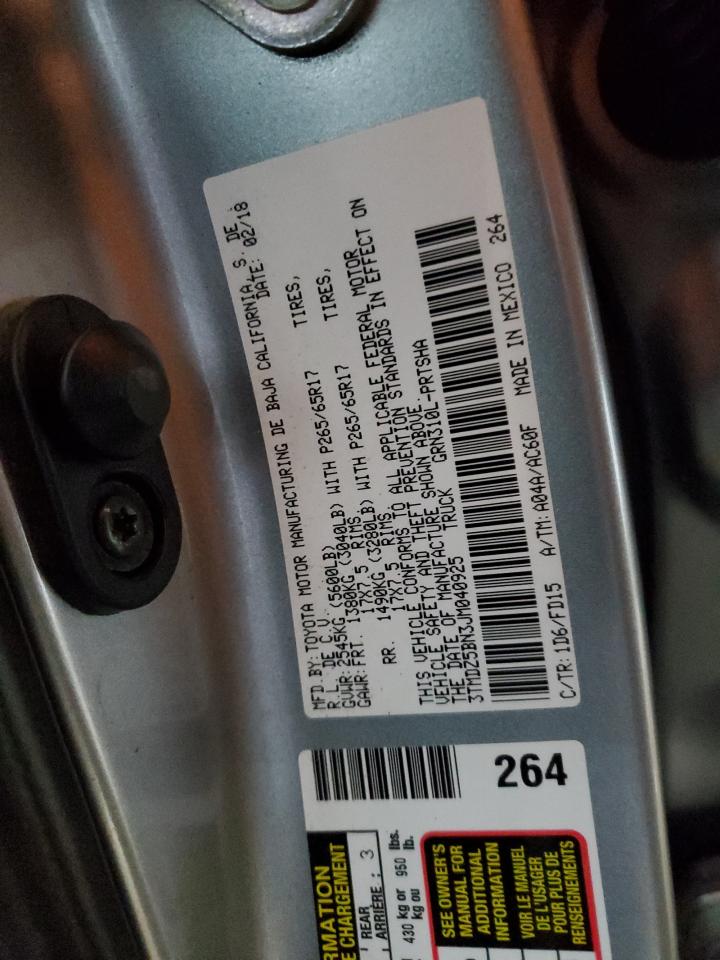 MFD.BY:TOYOTA MOTOR MANUFACTURING DE BAJA CALIFORNIA, S. DE
R.L. DE C.V. DATE: 02/18
GVWR:2545KG(5600LB)
GAWR:FRT. 1380KG(3040LB) WITH P265/65R17 TIRES,
17X7.5 RIMS
RR. 1490KG(3280LB) WITH P265/65R17 TIRES,
17X7.5 RIMS.
THIS VEHICLE CONFORMS TO ALL APPLICABLE FEDERAL MOTOR
VEHICLE SAFETY AND THEFT PREVENTION STANDARDS IN EFFECT ON
THE DATE OF MANUFACTURE SHOWN ABOVE.
3TMDZ5BN3JM040925 TRUCK GRN310L-PRTSHA
C/TR:1D6/FD15 A/TM:A04A/AC60F MADE IN MEXICO 264
264
RMATION
E CHARGEMENT
REAR
ARRIÈRE : 3
430 kg or 950 lbs.
kg ou lb.
SEE OWNER'S
MANUAL FOR
ADDITIONAL
INFORMATION
VOIR LE MANUEL
DE L'USAGER
POUR PLUS DE
RENSEIGNEMENTS